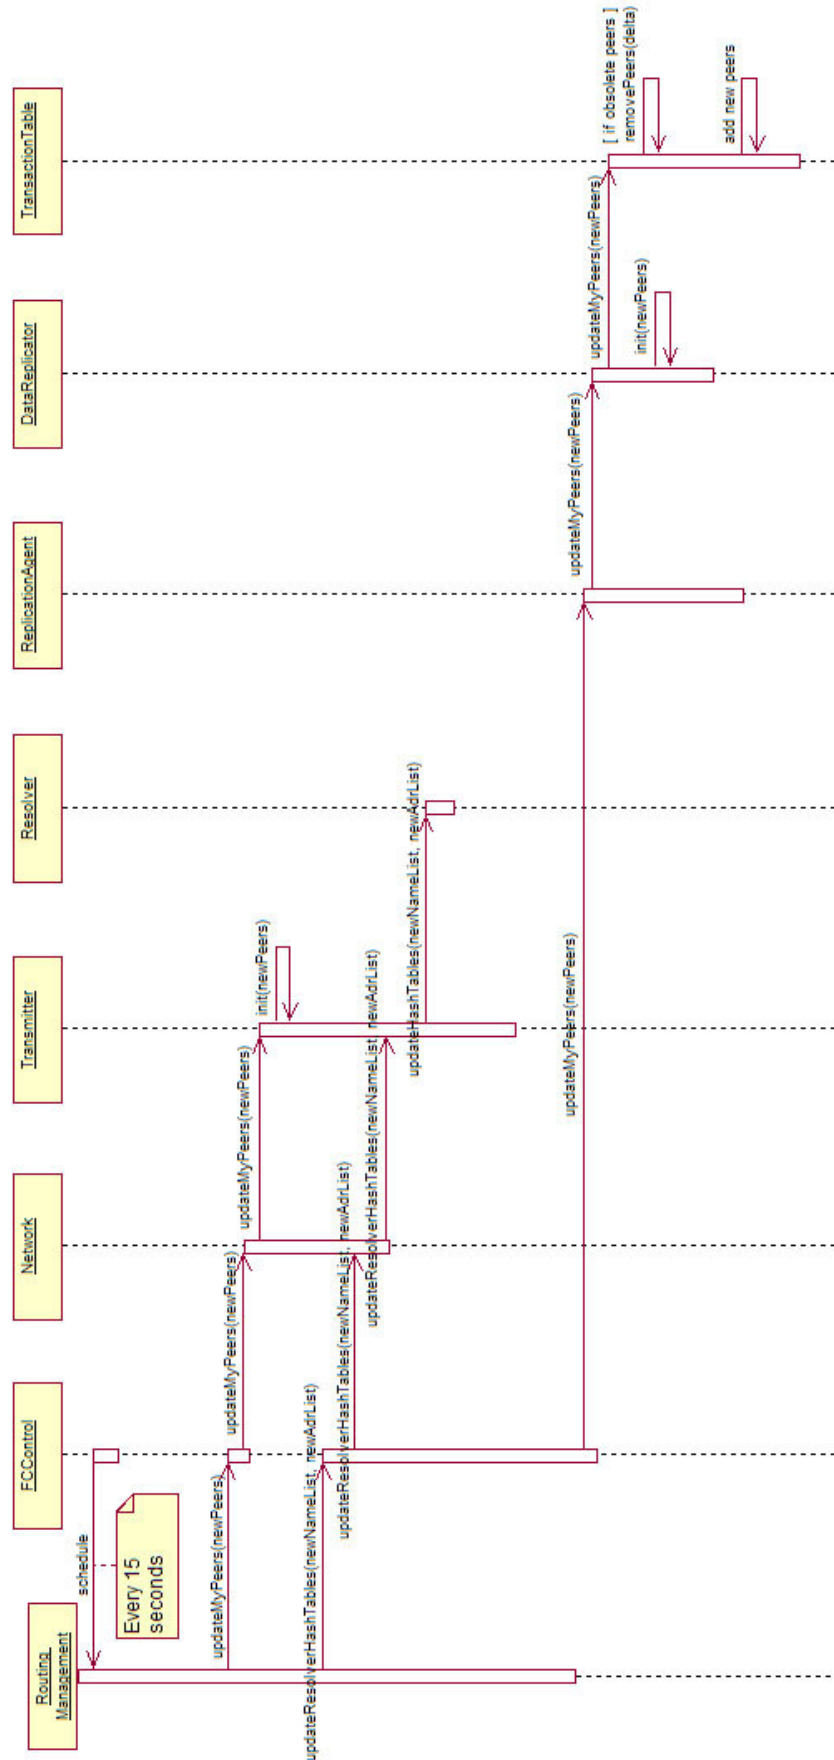 Routing
Management
FCControl
Network
Transmitter
Resolver
ReplicationAgent
DataReplicator
TransactionTable
schedule
Every 15
seconds
updateMyPeers(newPeers)
updateMyPeers(newPeers)
updateMyPeers(newPeers)
init(newPeers)
updateResolverHashTables(newNameList, newAdrList)
updateResolverHashTables(newNameList, newAdrList)
updateResolverHashTables(newNameList, newAdrList)
updateHashTables(newNameList, newAdrList)
updateMyPeers(newPeers)
updateMyPeers(newPeers)
updateMyPeers(newPeers)
init(newPeers)
[ if obsolete peers ]
removePeers(delta)
add new peers